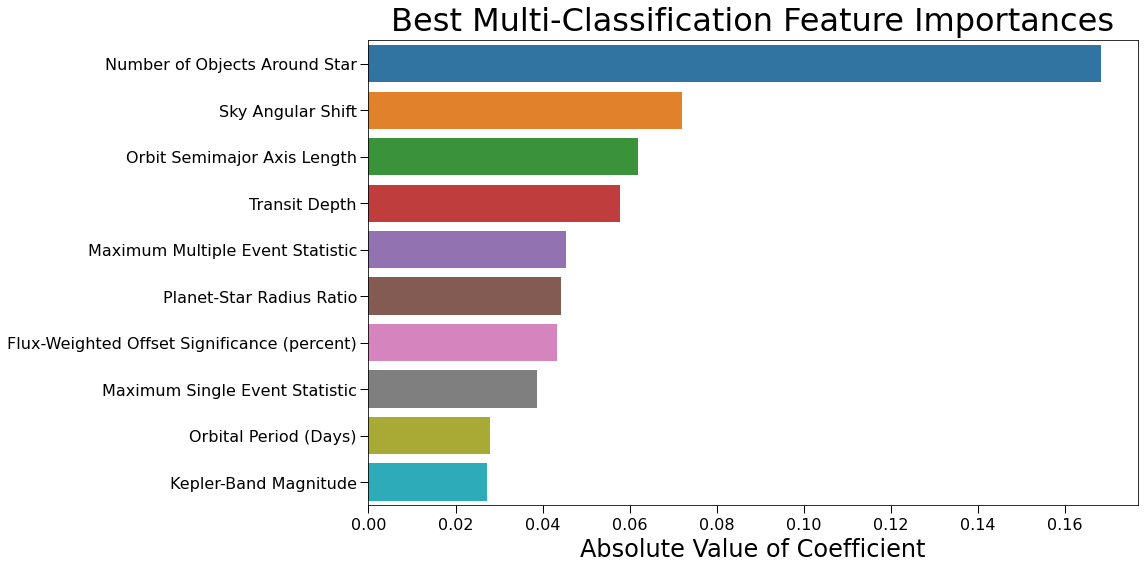 Best Multi-Classification Feature Importances
Number of Objects Around Star
Sky Angular Shift
Orbit Semimajor Axis Length
Transit Depth
Maximum Multiple Event Statistic
Planet-Star Radius Ratio
Flux-Weighted Offset Significance (percent)
Maximum Single Event Statistic
Orbital Period (Days)
Kepler-Band Magnitude
0.00 0.02 0.04 0.06 0.08 0.10 0.12 0.14 0.16
Absolute Value of Coefficient